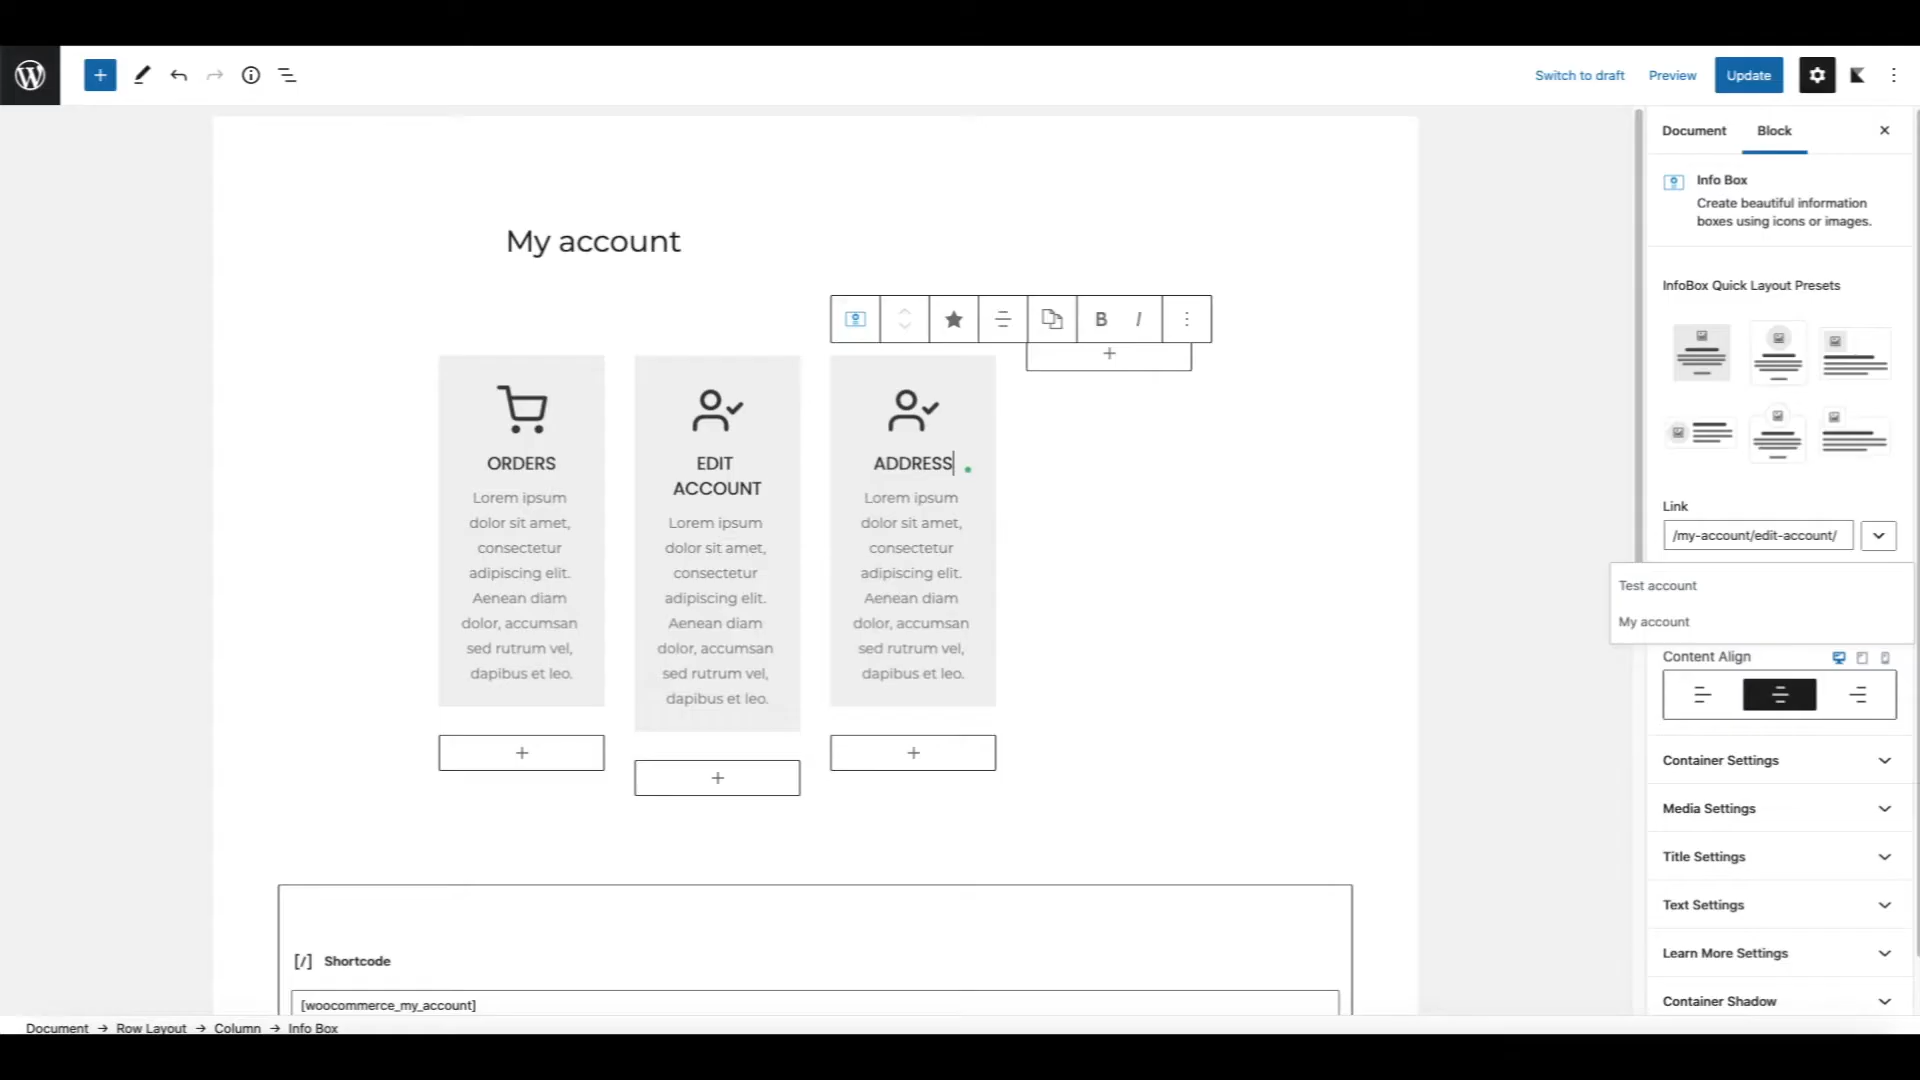 Switch to draft
Preview
Update
Document
Block
Info Box
Create beautiful information
boxes using icons or images.
InfoBox Quick Layout Presets
Link
/my-account/edit-account/
Test account
My account
Content Align
Container Settings
Media Settings
Title Settings
Text Settings
Learn More Settings
Container Shadow
My account
B
I
ORDERS
Lorem ipsum
dolor sit amet,
consectetur
adipiscing elit.
Aenean diam
dolor, accumsan
sed rutrum vel,
dapibus et leo.
EDIT
ACCOUNT
Lorem ipsum
dolor sit amet,
consectetur
adipiscing elit.
Aenean diam
dolor, accumsan
sed rutrum vel,
dapibus et leo.
ADDRESS
Lorem ipsum
dolor sit amet,
consectetur
adipiscing elit.
Aenean diam
dolor, accumsan
sed rutrum vel,
dapibus et leo.
[/] Shortcode
[woocommerce_my_account]
Document → Row Layout → Column → Info Box